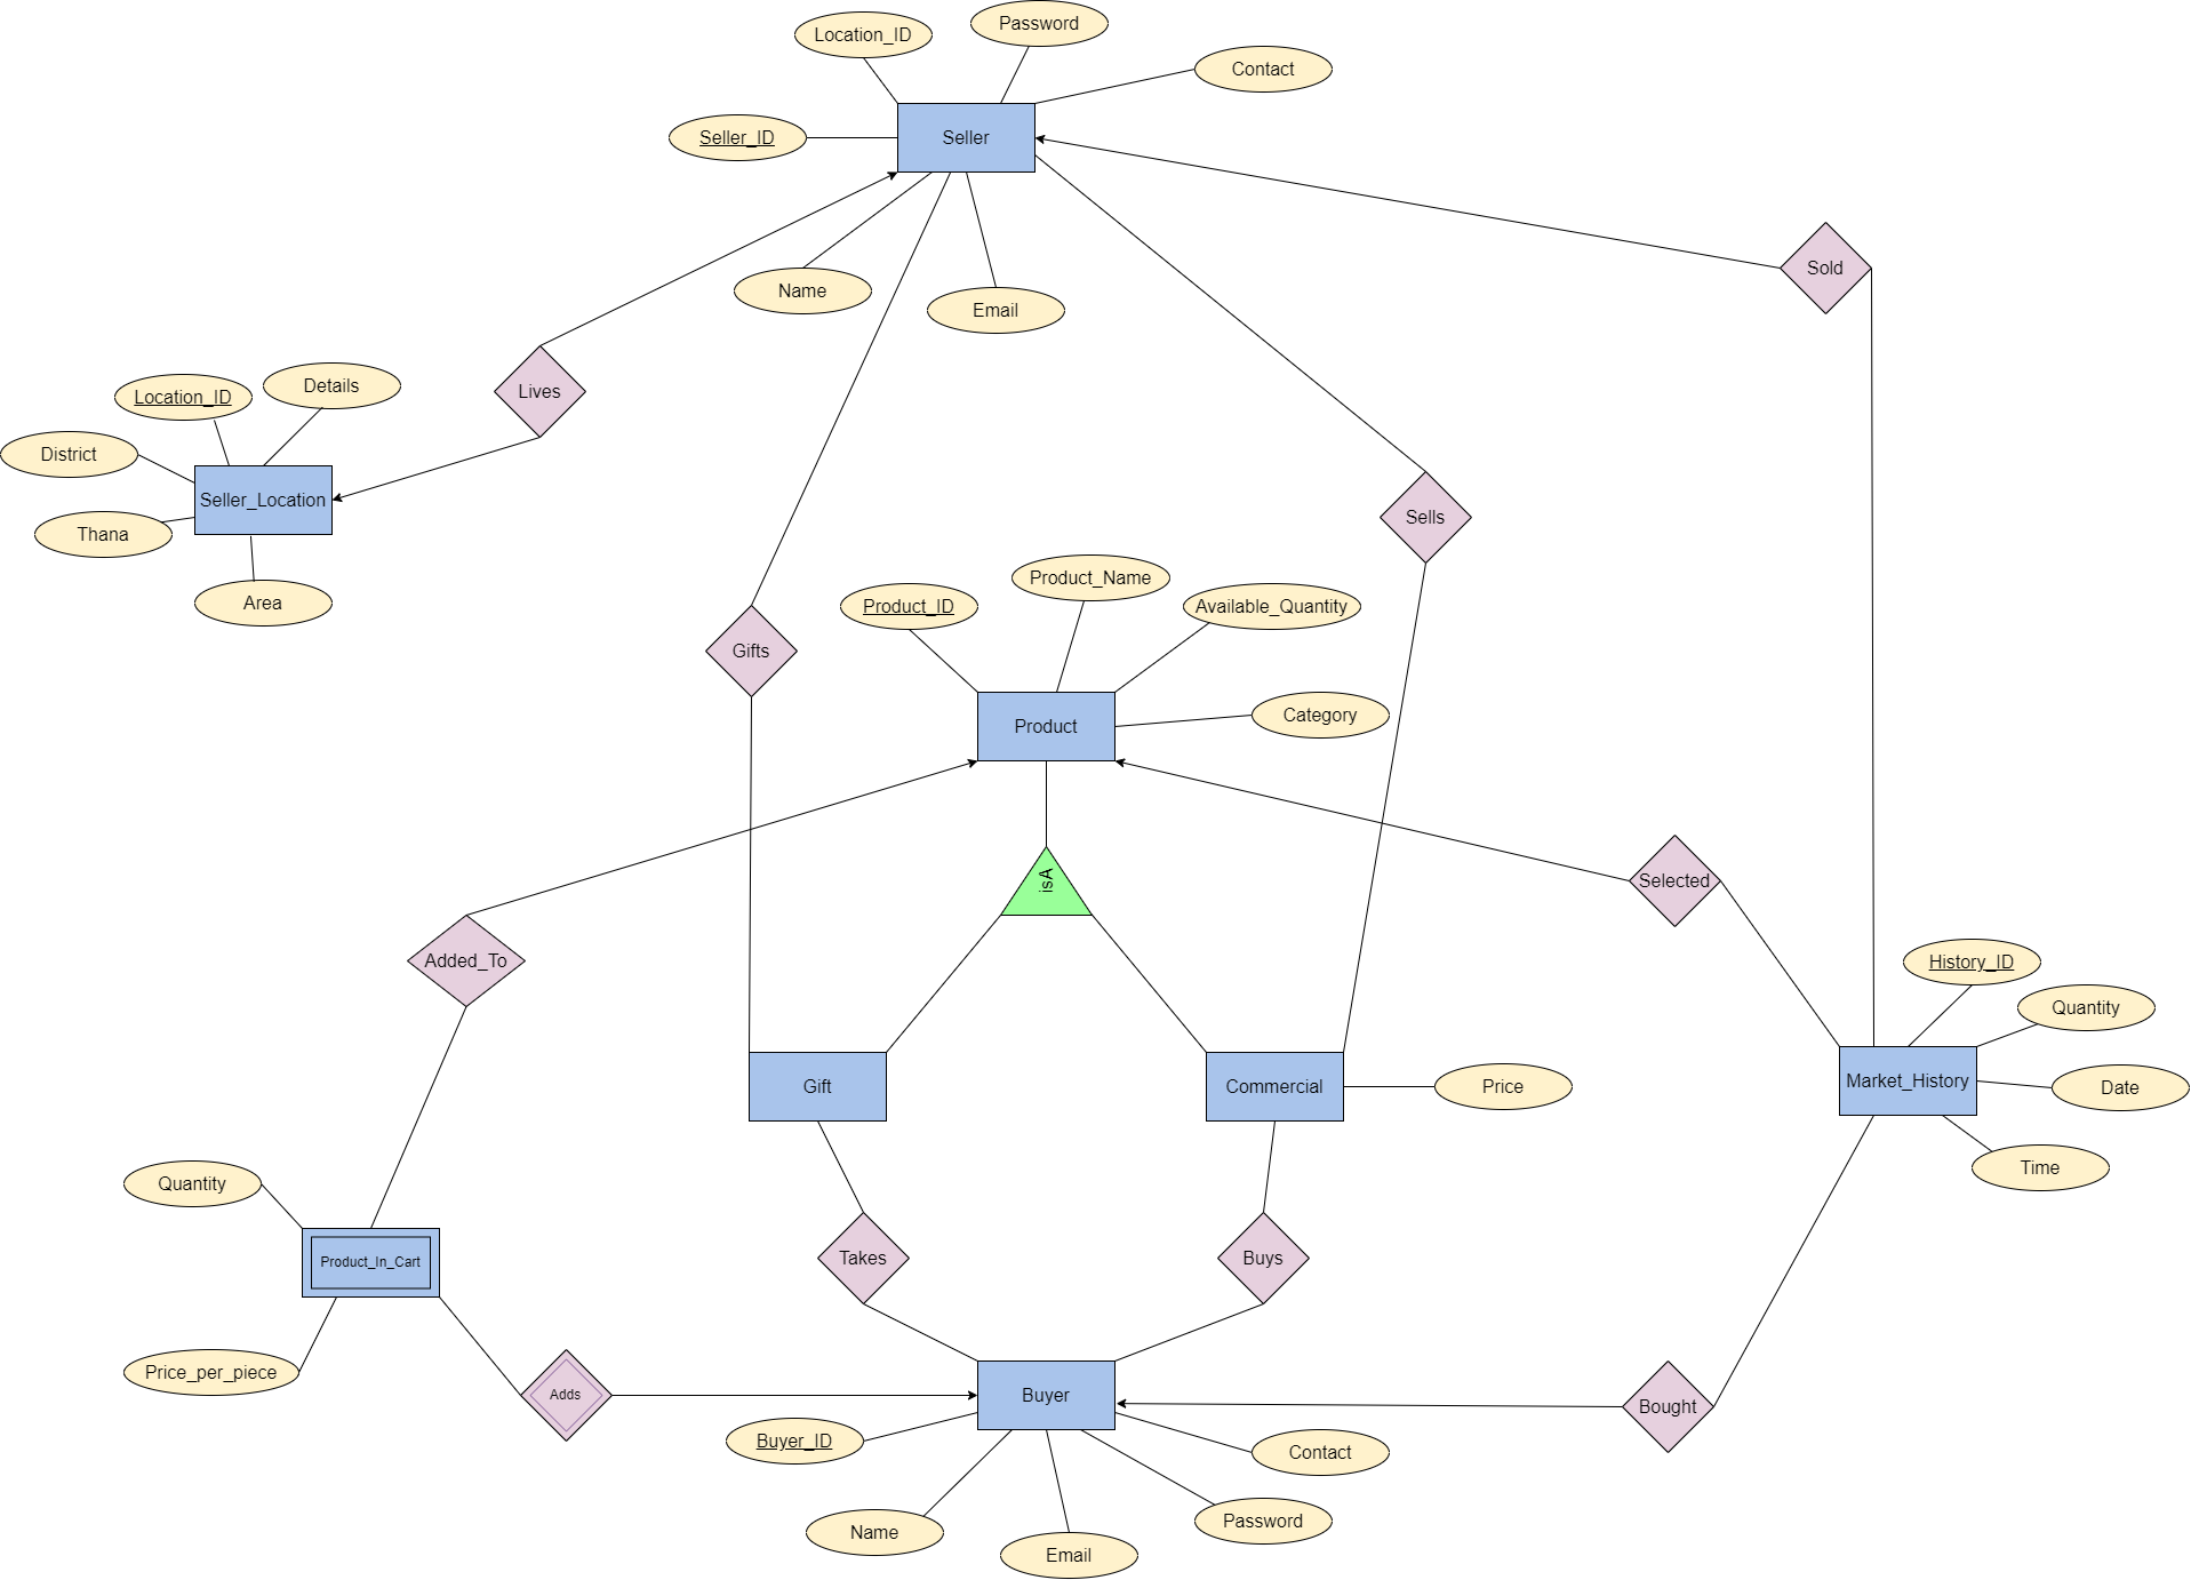 Password
Location_ID
Contact
Seller_ID
Seller
Sold
Name
Email
Lives
Details
Location_ID
District
Seller_Location
Sells
Thana
Product_Name
Area
Product_ID
Available_Quantity
Gifts
Category
Product
isA
Selected
Added_To
History_ID
Quantity
Market_History
Gift
Commercial
Price
Date
Time
Quantity
Product_In_Cart
Takes
Buys
Price_per_piece
Adds
Buyer
Bought
Buyer_ID
Contact
Password
Name
Email